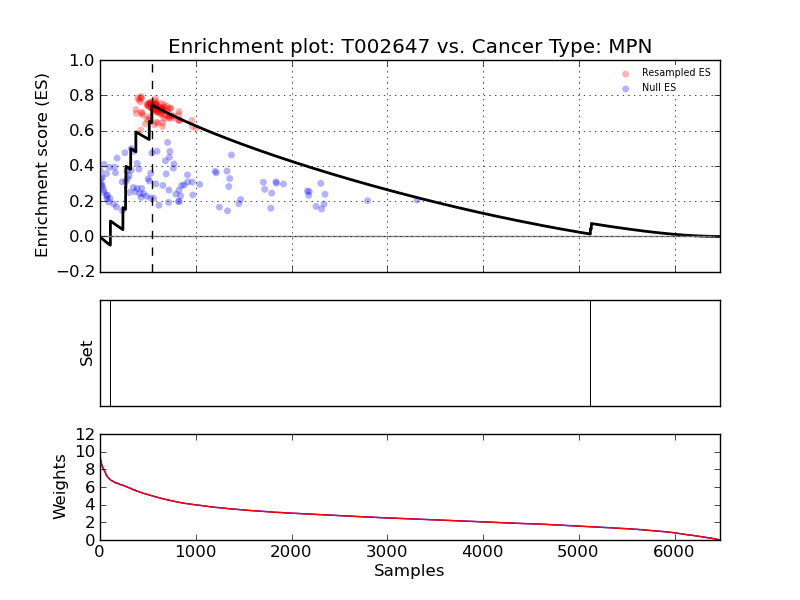 Enrichment plot: T002647 vs. Cancer Type: MPN
1.0
0.8
0.6
0.4
0.2
0.0
−0.2
Enrichment score (ES)
Resampled ES
Null ES
Set
12
10
8
6
4
2
0
Weights
0 1000 2000 3000 4000 5000 6000
Samples